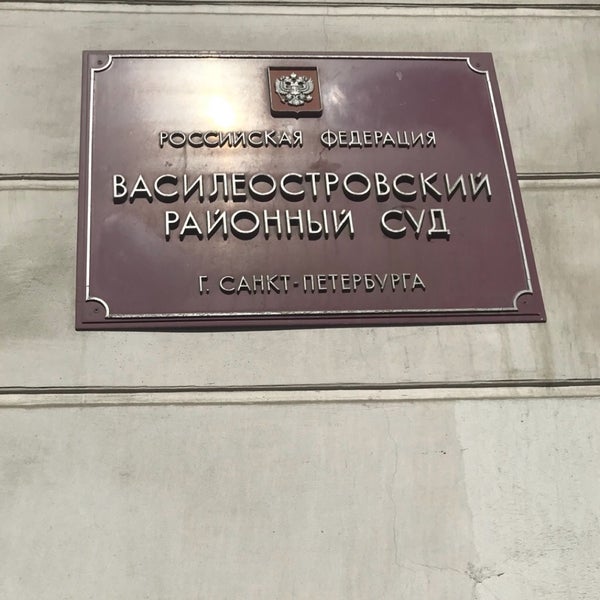 РОССИЙСКАЯ ФЕДЕРАЦИЯ
ВАСИЛЕОСТРОВСКИЙ
РАЙОННЫЙ СУД
Г. САНКТ-ПЕТЕРБУРГА